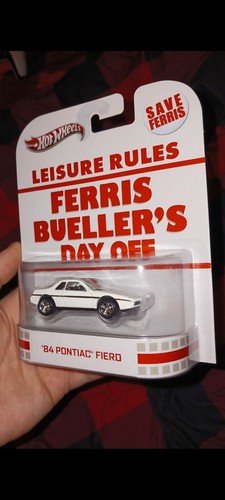 Hot Wheels
SAVE
FERRIS
LEISURE RULES
FERRIS
BUELLER'S
DAY OFF
'84 PONTIAC® FIERO